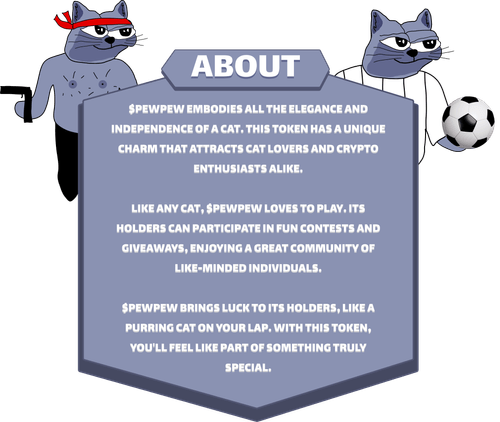 ABOUT
$PEWPEW EMBODIES ALL THE ELEGANCE AND
INDEPENDENCE OF A CAT. THIS TOKEN HAS A UNIQUE
CHARM THAT ATTRACTS CAT LOVERS AND CRYPTO
ENTHUSIASTS ALIKE.
LIKE ANY CAT, $PEWPEW LOVES TO PLAY. ITS
HOLDERS CAN PARTICIPATE IN FUN CONTESTS AND
GIVEAWAYS, ENJOYING A GREAT COMMUNITY OF
LIKE-MINDED INDIVIDUALS.
$PEWPEW BRINGS LUCK TO ITS HOLDERS, LIKE A
PURRING CAT ON YOUR LAP. WITH THIS TOKEN,
YOU'LL FEEL LIKE PART OF SOMETHING TRULY
SPECIAL.